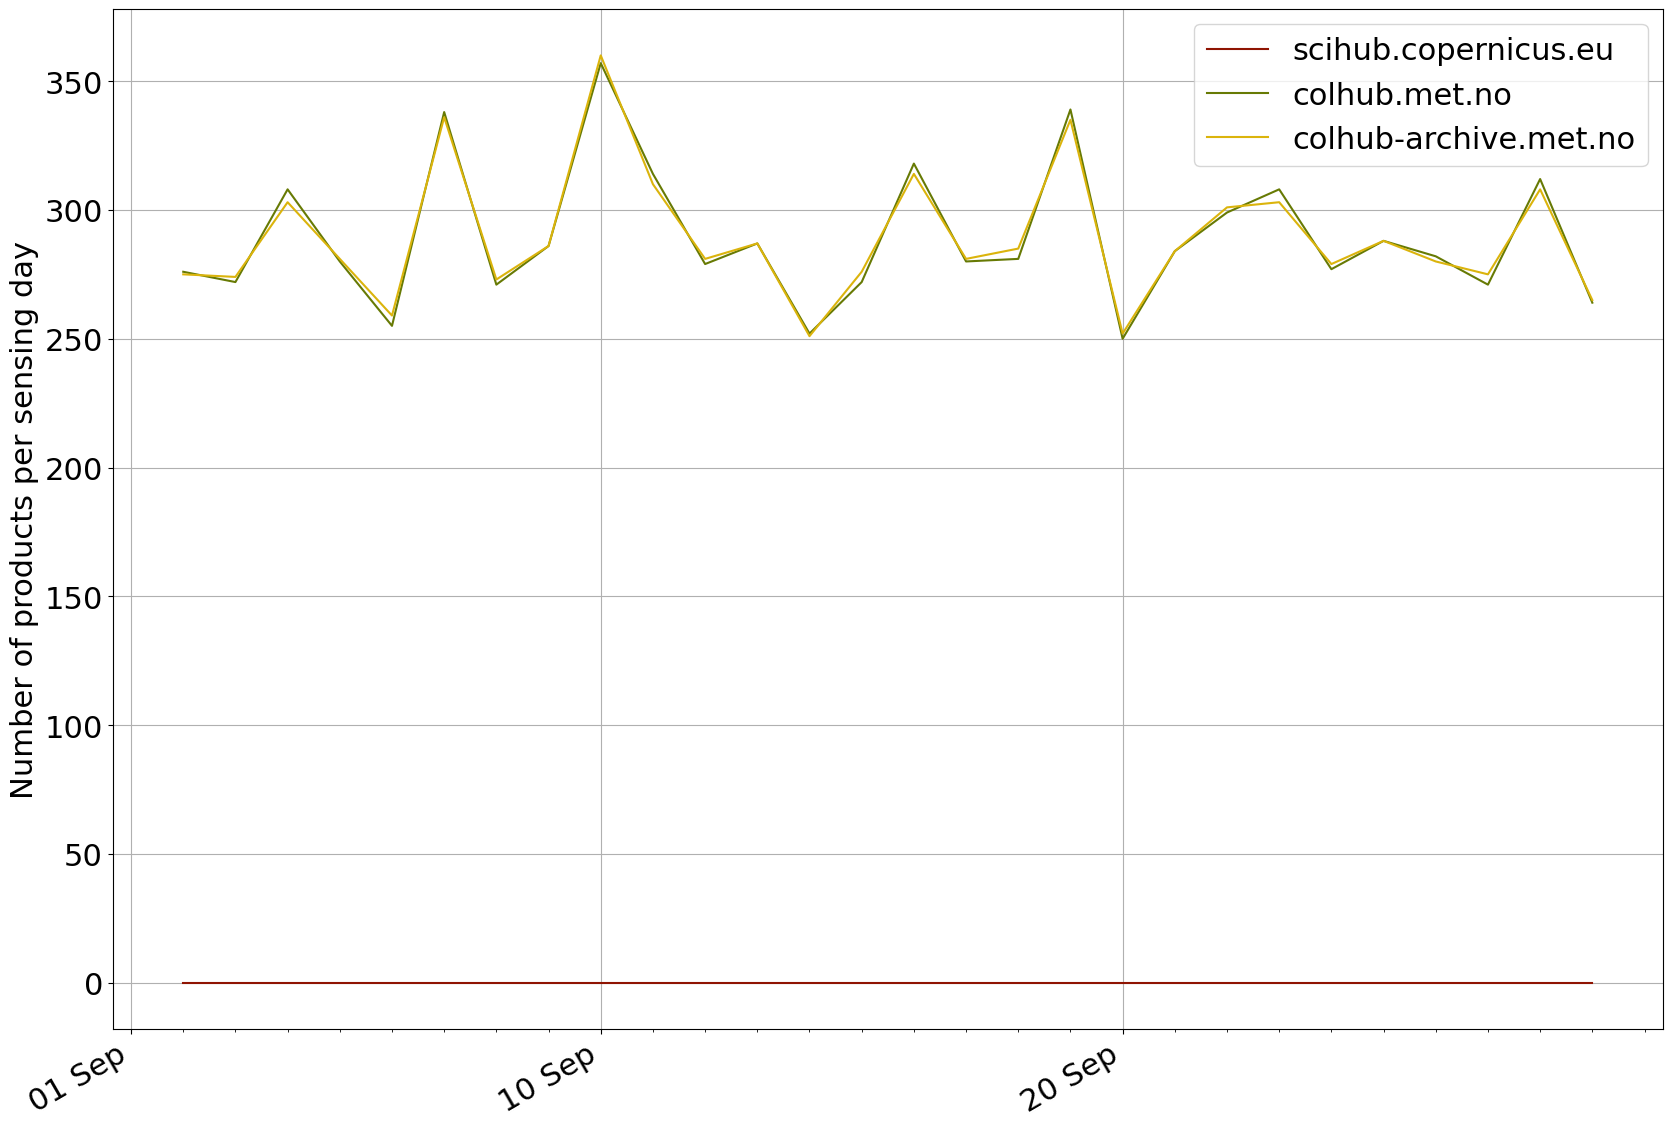 Number of products per sensing day
350
300
250
200
150
100
50
0
01 Sep
10 Sep
20 Sep
scihub.copernicus.eu
colhub.met.no
colhub-archive.met.no